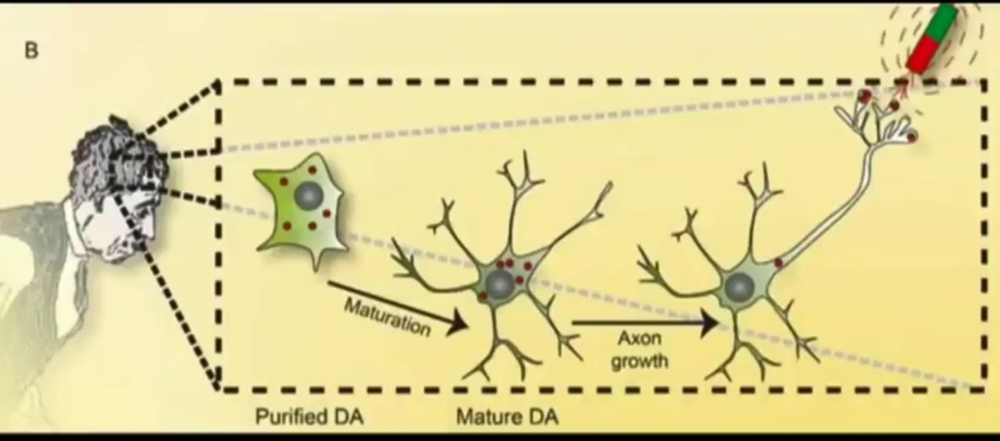 B
Maturation
Axon
growth
Purified DA
Mature DA